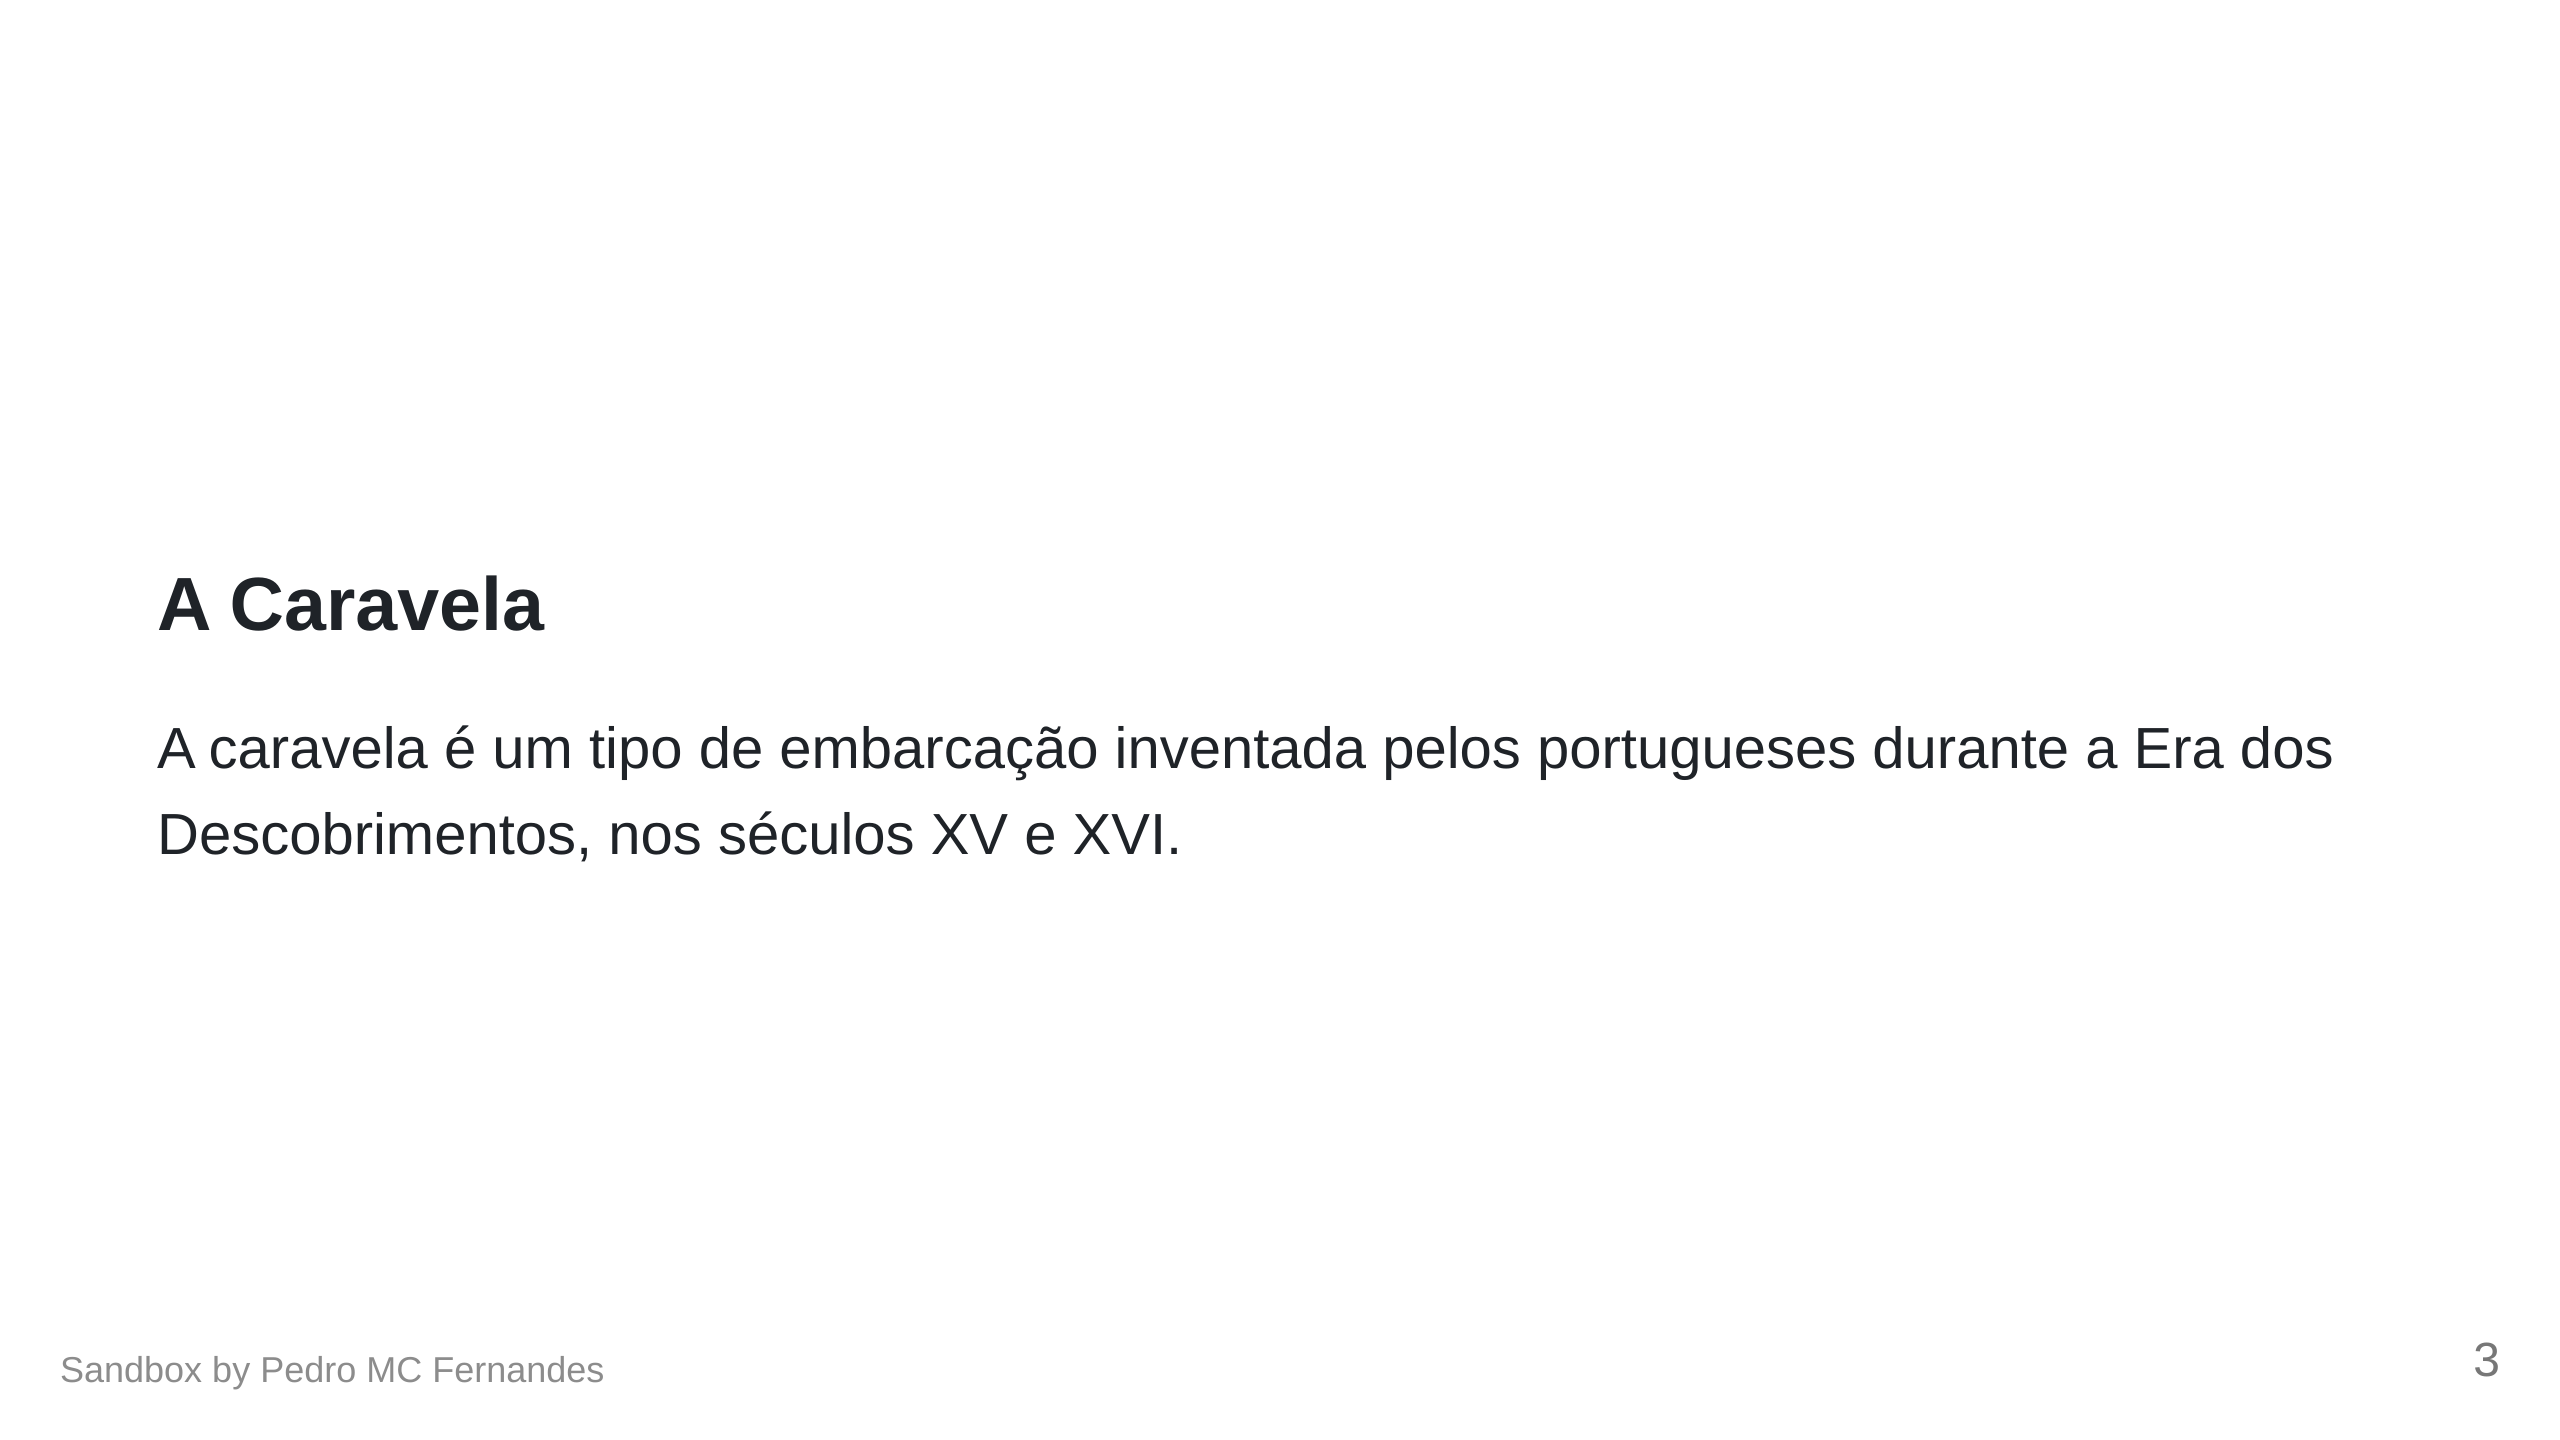 A Caravela
A caravela é um tipo de embarcação inventada pelos portugueses durante a Era dos
Descobrimentos, nos séculos XV e XVI.
Sandbox by Pedro MC Fernandes
3